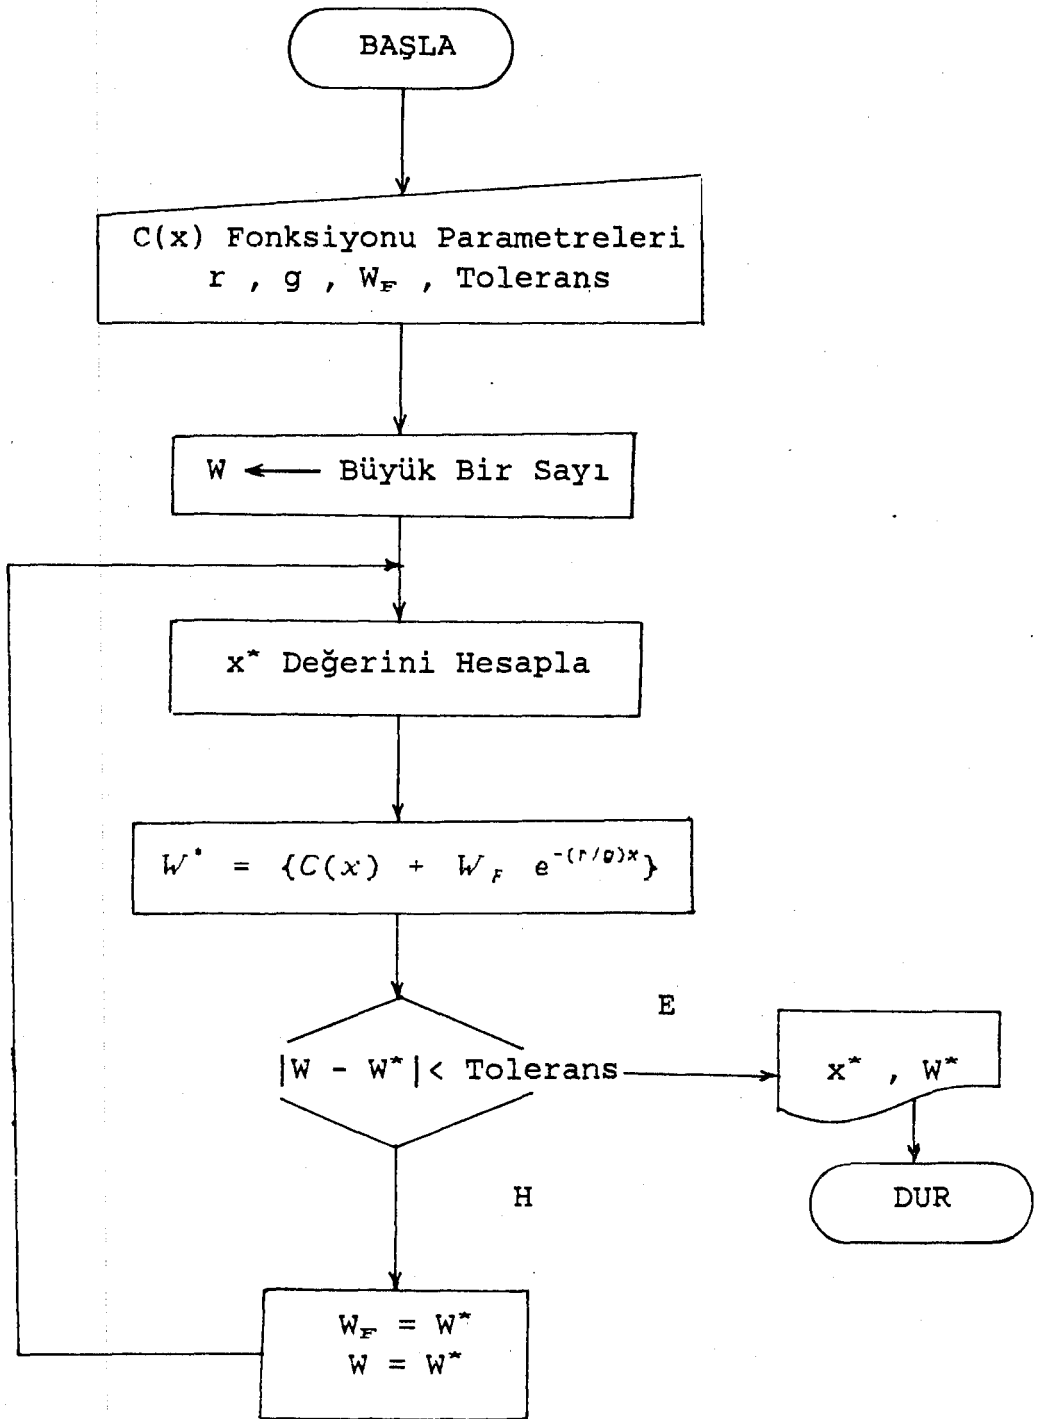 BAŞLA
C(x) Fonksiyonu Parametreleri
r , g , W_F , Tolerans
W ← Büyük Bir Sayı
x* Değerini Hesapla
W* = {C(x) + W_F e^-(r/g)x}
E
|W - W*|< Tolerans
x* , W*
H
DUR
W_F = W*
W = W*